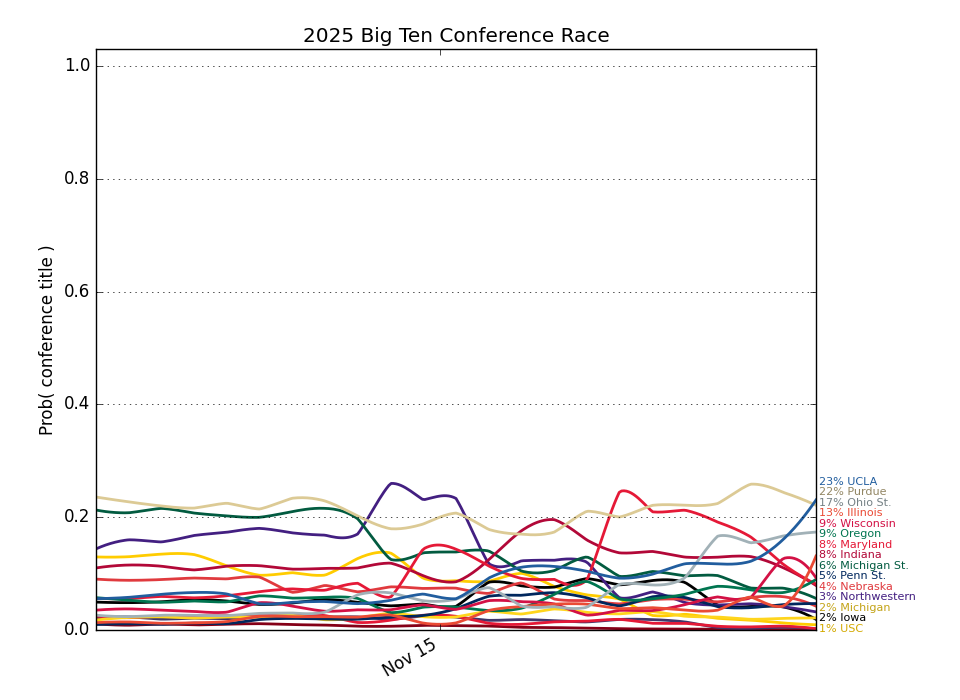 2025 Big Ten Conference Race
Prob( conference title )
1.0
0.8
0.6
0.4
0.2
0.0
Nov 15
23% UCLA
22% Purdue
17% Ohio St.
13% Illinois
9% Wisconsin
9% Oregon
8% Maryland
8% Indiana
6% Michigan St.
5% Penn St.
4% Nebraska
3% Northwestern
2% Michigan
2% Iowa
1% USC